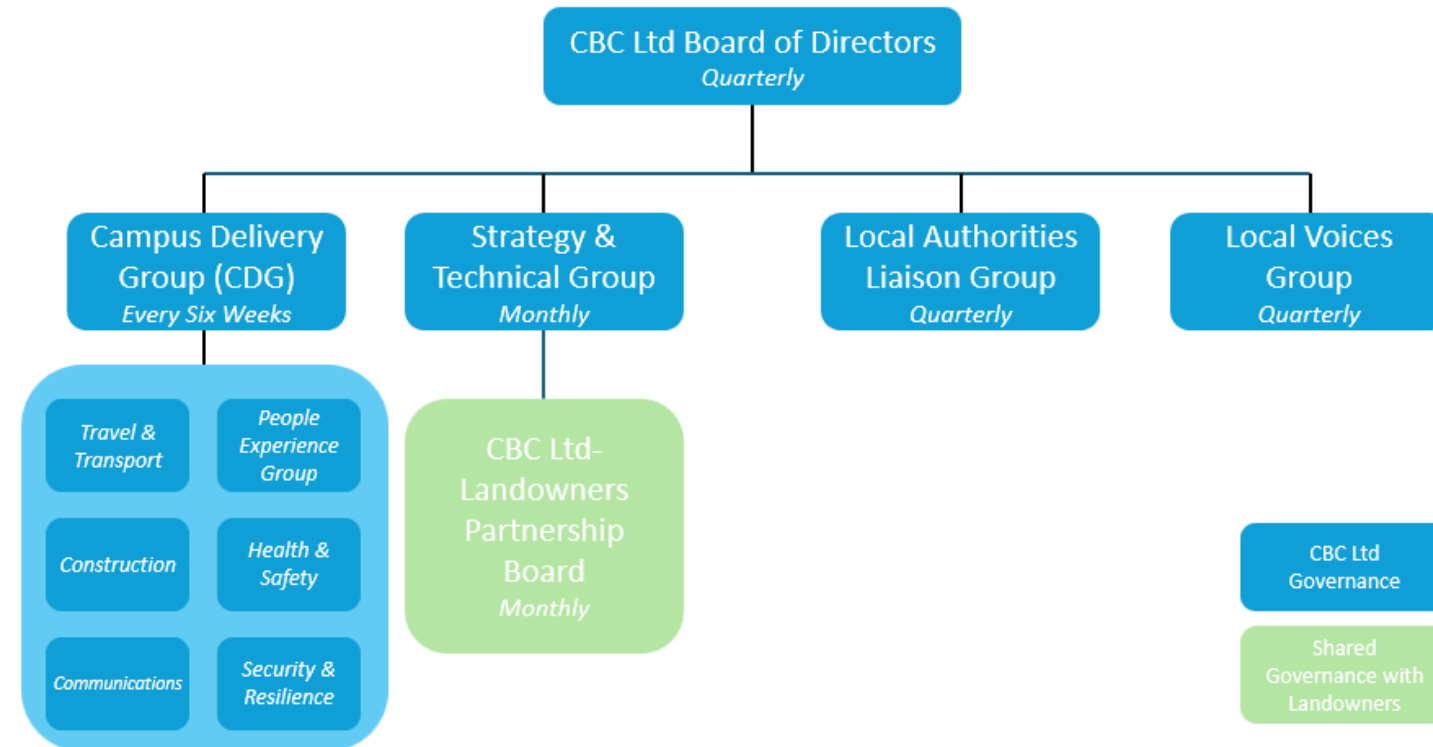 CBC Ltd Board of Directors
Quarterly
Campus Delivery
Group (CDG)
Every Six Weeks
Strategy &
Technical Group
Monthly
Local Authorities
Liaison Group
Quarterly
Local Voices
Group
Quarterly
Travel &
Transport
People
Experience
Group
Construction
Health &
Safety
Communications
Security &
Resilience
CBC Ltd-
Landowners
Partnership
Board
Monthly
CBC Ltd
Governance
Shared
Governance with
Landowners